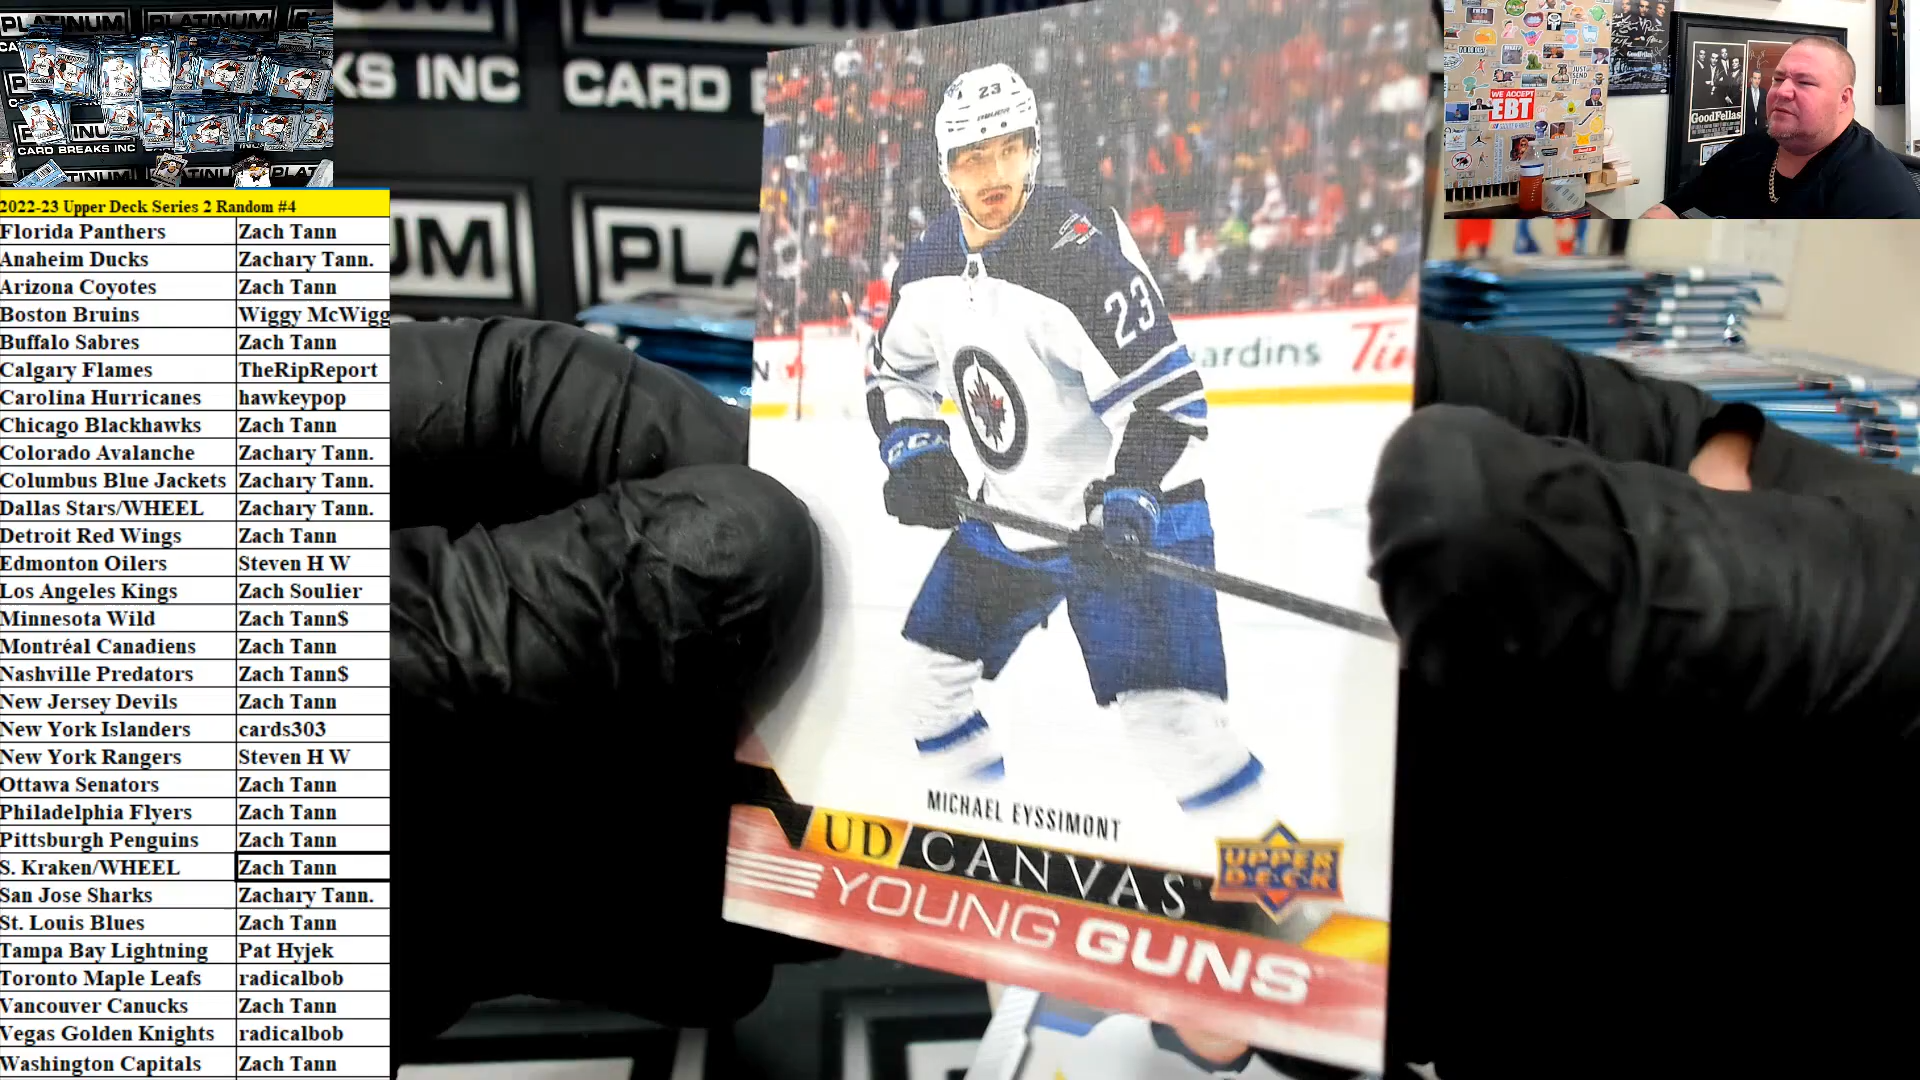 PLATINUM
PLATINUM
CARD BREAKS INC
KS INC
CARD B
UM
PLA
2022-23 Upper Deck Series 2 Random #4
Florida Panthers Zach Tann
Anaheim Ducks Zachary Tann.
Arizona Coyotes Zach Tann
Boston Bruins Wiggy McWigg
Buffalo Sabres Zach Tann
Calgary Flames TheRipReport
Carolina Hurricanes hawkeypop
Chicago Blackhawks Zach Tann
Colorado Avalanche Zachary Tann.
Columbus Blue Jackets Zachary Tann.
Dallas Stars/WHEEL Zachary Tann.
Detroit Red Wings Zach Tann
Edmonton Oilers Steven H W
Los Angeles Kings Zach Soulier
Minnesota Wild Zach Tann$
Montréal Canadiens Zach Tann
Nashville Predators Zach Tann$
New Jersey Devils Zach Tann
New York Islanders cards303
New York Rangers Steven H W
Ottawa Senators Zach Tann
Philadelphia Flyers Zach Tann
Pittsburgh Penguins Zach Tann
S. Kraken/WHEEL Zach Tann
San Jose Sharks Zachary Tann.
St. Louis Blues Zach Tann
Tampa Bay Lightning Pat Hyjek
Toronto Maple Leafs radicalbob
Vancouver Canucks Zach Tann
Vegas Golden Knights radicalbob
Washington Capitals Zach Tann
23
23
CCM
ardins Tim
MICHAEL EYSSIMONT
UD CANVAS
UPPER DECK
YOUNG GUNS
WE ACCEPT
EBT
JUST SEND IT
GoodFellas